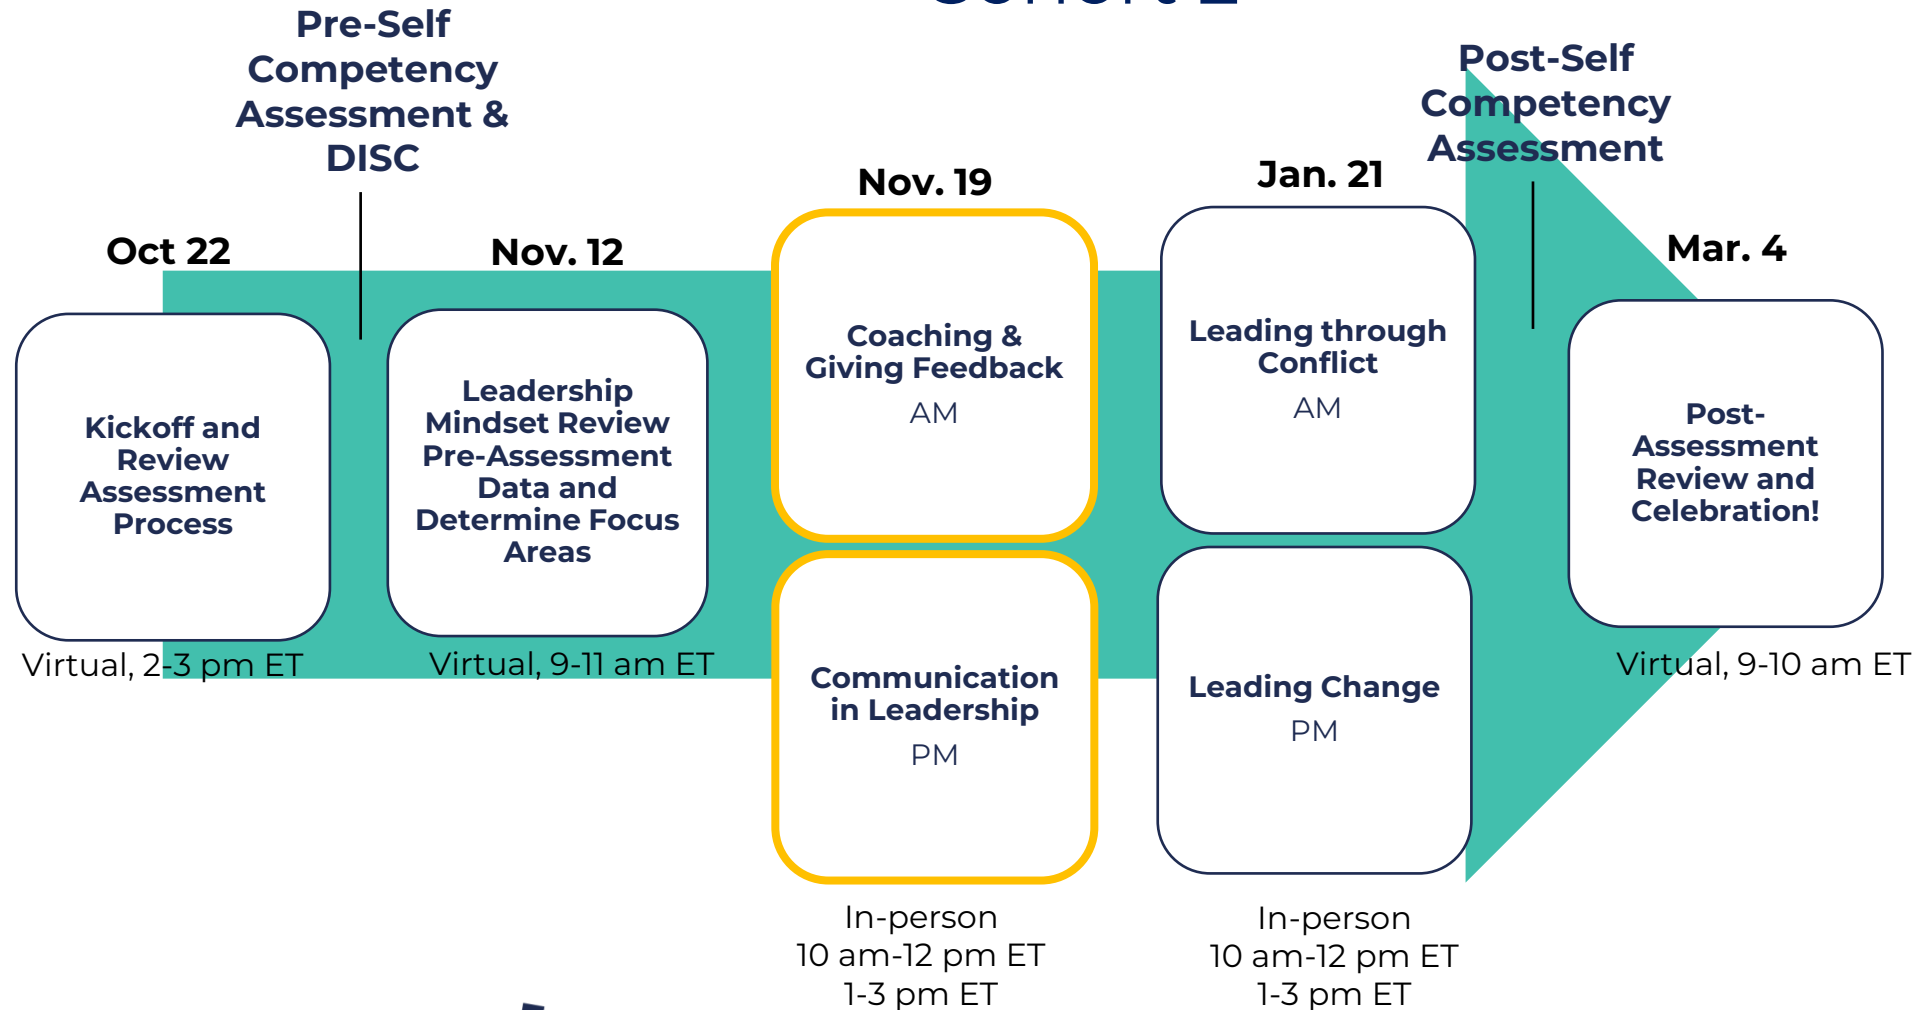 Cohort 2
Pre-Self
Competency
Assessment &
DISC
Post-Self
Competency
Assessment
Oct 22
Kickoff and
Review
Assessment
Process
Virtual, 2-3 pm ET
Nov. 12
Leadership
Mindset Review
Pre-Assessment
Data and
Determine Focus
Areas
Virtual, 9-11 am ET
Nov. 19
Coaching &
Giving Feedback
AM
Communication
in Leadership
PM
In-person
10 am-12 pm ET
1-3 pm ET
Jan. 21
Leading through
Conflict
AM
Leading Change
PM
In-person
10 am-12 pm ET
1-3 pm ET
Mar. 4
Post-
Assessment
Review and
Celebration!
Virtual, 9-10 am ET